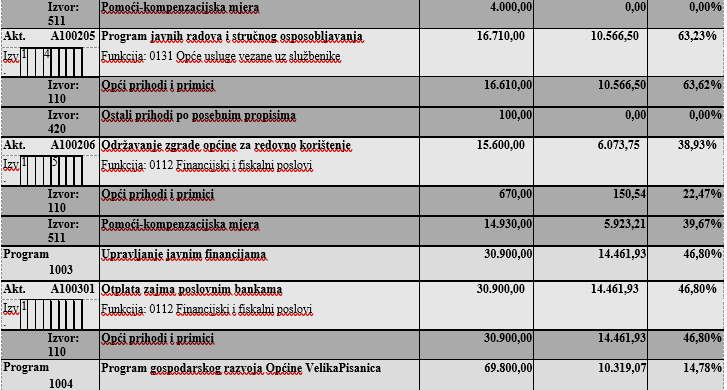 Izvor: Pomoći-kompenzacijska mjera 4.000,00 0,00 0,00%
511
Akt. A100205 Program javnih radova i stručnog osposobljavanja 16.710,00 10.566,50 63,23%
Izv 1 4 Funkcija: 0131 Opće usluge vezane uz službenike
.
Izvor: Opći prihodi i primici 16.610,00 10.566,50 63,62%
110
Izvor: Ostali prihodi po posebnim propisima 100,00 0,00 0,00%
420
Akt. A100206 Održavanje zgrade općine za redovno korištenje 15.600,00 6.073,75 38,93%
Izv 1 5 Funkcija: 0112 Financijski i fiskalni poslovi
.
Izvor: Opći prihodi i primici 670,00 150,54 22,47%
110
Izvor: Pomoći-kompenzacijska mjera 14.930,00 5.923,21 39,67%
511
Program Upravljanje javnim financijama 30.900,00 14.461,93 46,80%
1003
Akt. A100301 Otplata zajma poslovnim bankama 30.900,00 14.461,93 46,80%
Izv 1 Funkcija: 0112 Financijski i fiskalni poslovi
.
Izvor: Opći prihodi i primici 30.900,00 14.461,93 46,80%
110
Program Program gospodarskog razvoja Općine VelikaPisanica 69.800,00 10.319,07 14,78%
1004